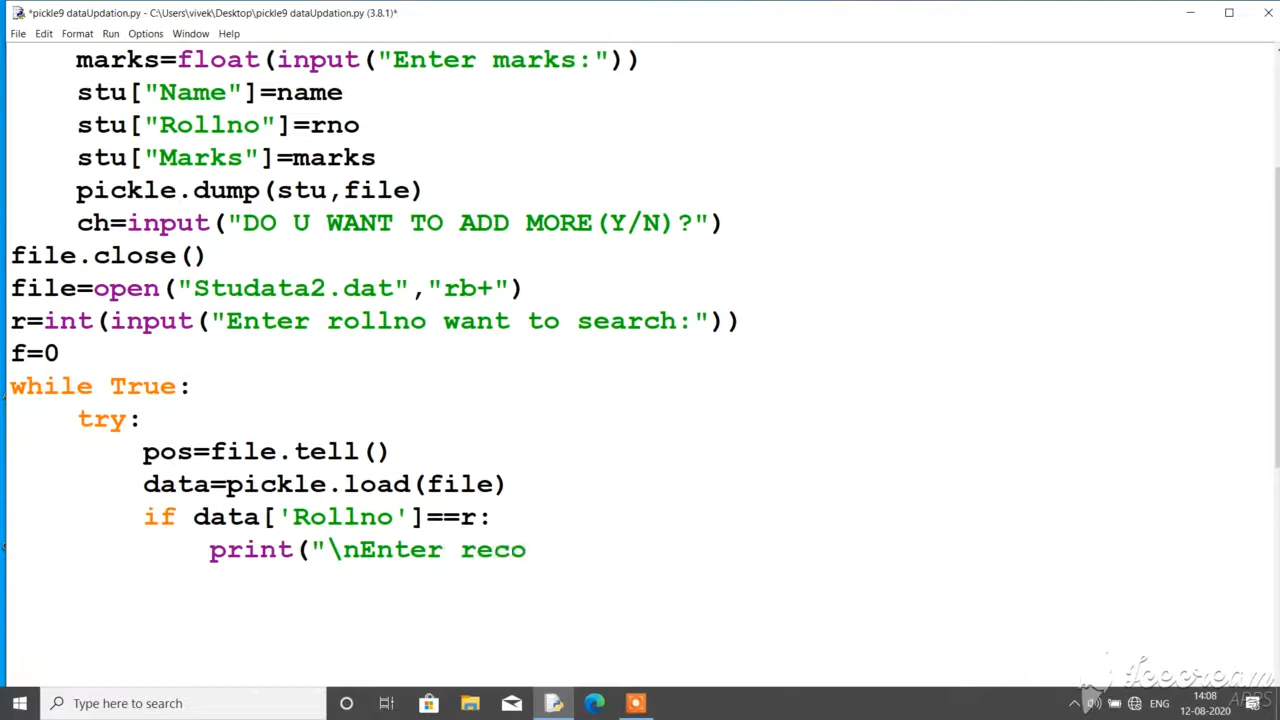 *pickle9 dataUpdation.py - C:\Users\vivek\Desktop\pickle9 dataUpdation.py (3.8.1)*
File Edit Format Run Options Window Help
marks=float(input("Enter marks:"))
stu["Name"]=name
stu["Rollno"]=rno
stu["Marks"]=marks
pickle.dump(stu,file)
ch=input("DO U WANT TO ADD MORE(Y/N)?")
file.close()
file=open("Studata2.dat","rb+")
r=int(input("Enter rollno want to search:"))
f=0
while True:
try:
pos=file.tell()
data=pickle.load(file)
if data['Rollno']==r:
print("\nEnter reco
Icecream
APPS
Type here to search
ENG
14:08
12-08-2020